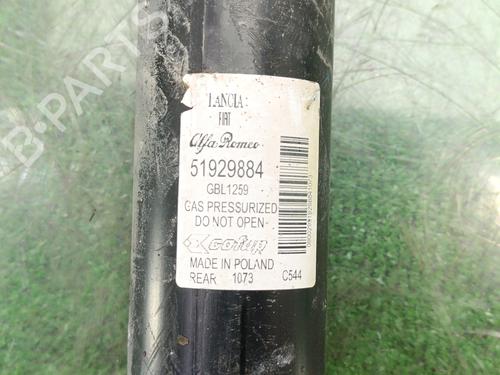 LANCIA
FIAT
Alfa Romeo
51929884
GBL1259
GAS PRESSURIZED
DO NOT OPEN
MADE IN POLAND
REAR 1073 C544
B-PARTS